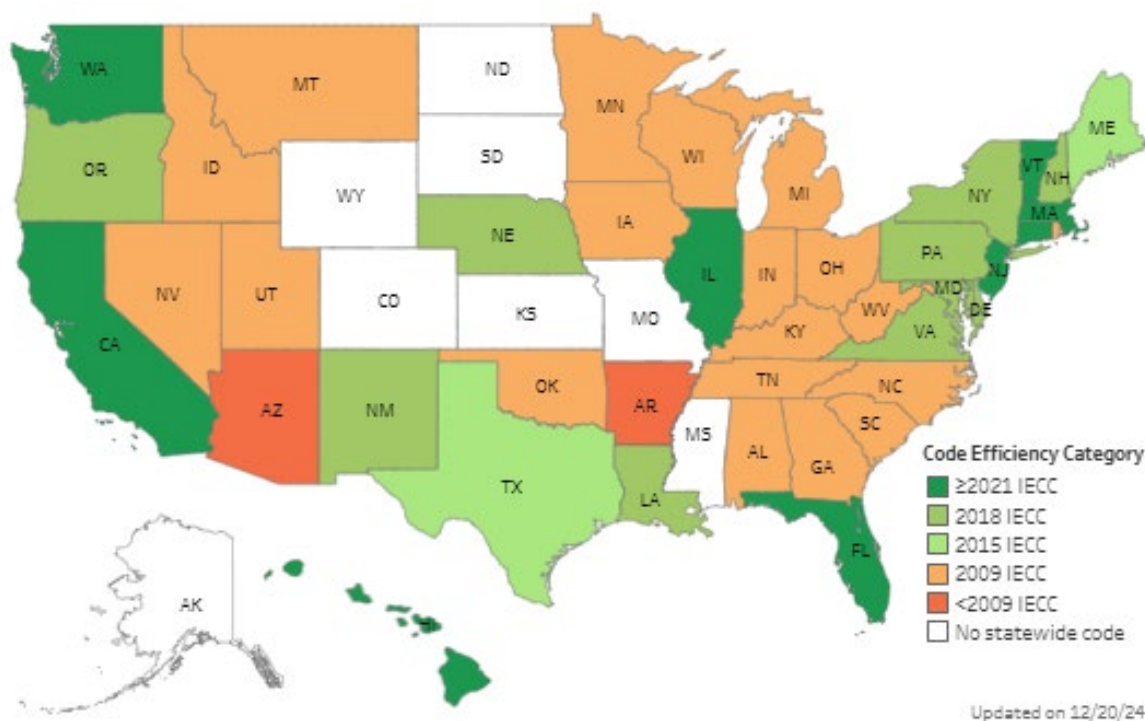 WA
MT
ND
MN
ME
OR
ID
SD
WI
VT
NH
WY
MI
NY
MA
NE
IA
PA
NV
UT
CO
KS
MO
IL
IN
OH
NJ
MD
DE
WV
VA
CA
KY
TN
NC
AZ
NM
OK
AR
SC
MS
AL
GA
TX
LA
FL
AK
Code Efficiency Category
≥2021 IECC
2018 IECC
2015 IECC
2009 IECC
<2009 IECC
No statewide code
Updated on 12/20/24